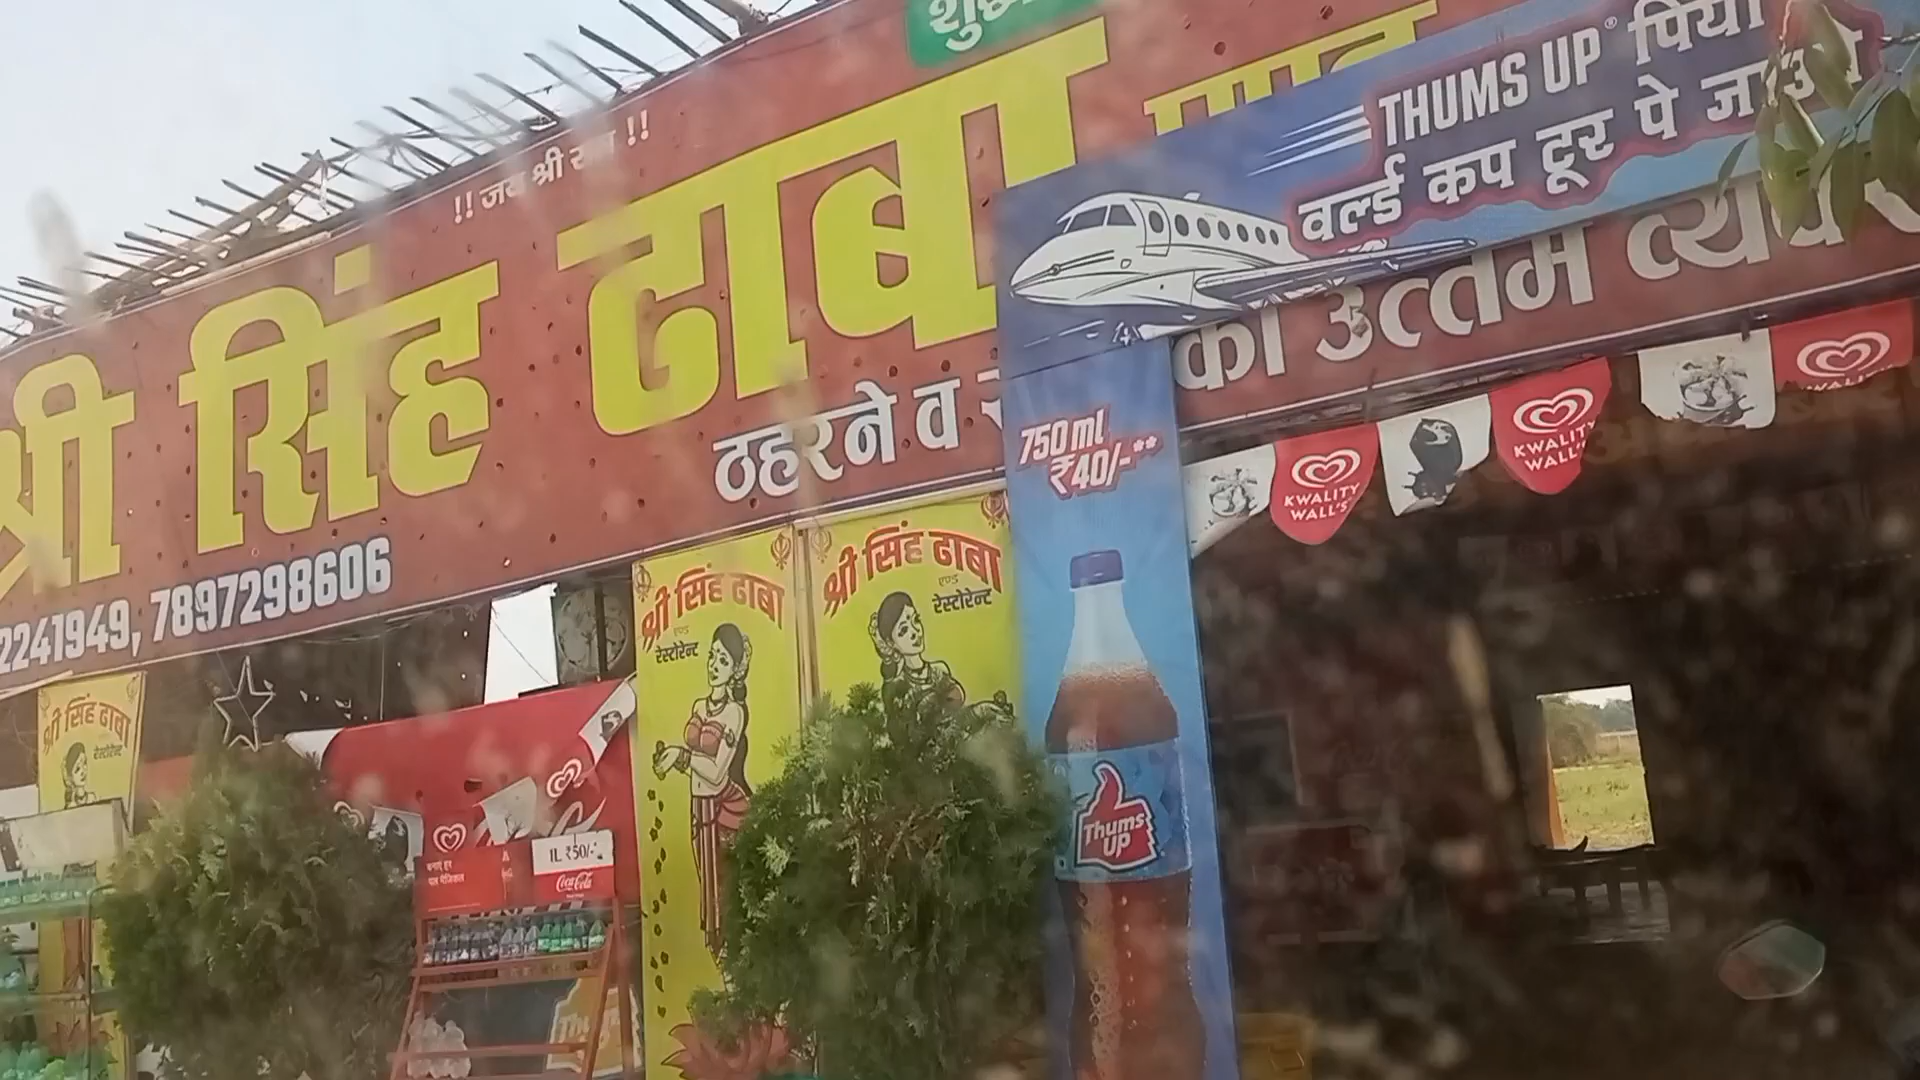 !! जय श्री राम !!
श्री सिंह ढाबा
ठहरने व
का उत्तम
2241949, 7897298606
THUMS UP® पियो
वर्ल्ड कप टूर पे जाओ
750 ml
₹40/-**
Thums
UP
KWALITY
WALL'S
KWALITY
WALL'S
श्री सिंह ढाबा
एण्ड
रेस्टोरेन्ट
श्री सिंह ढाबा
एण्ड
रेस्टोरेन्ट
श्री सिंह ढाबा
रेस्टोरेन्ट
1L ₹50/-*
Coca-Cola